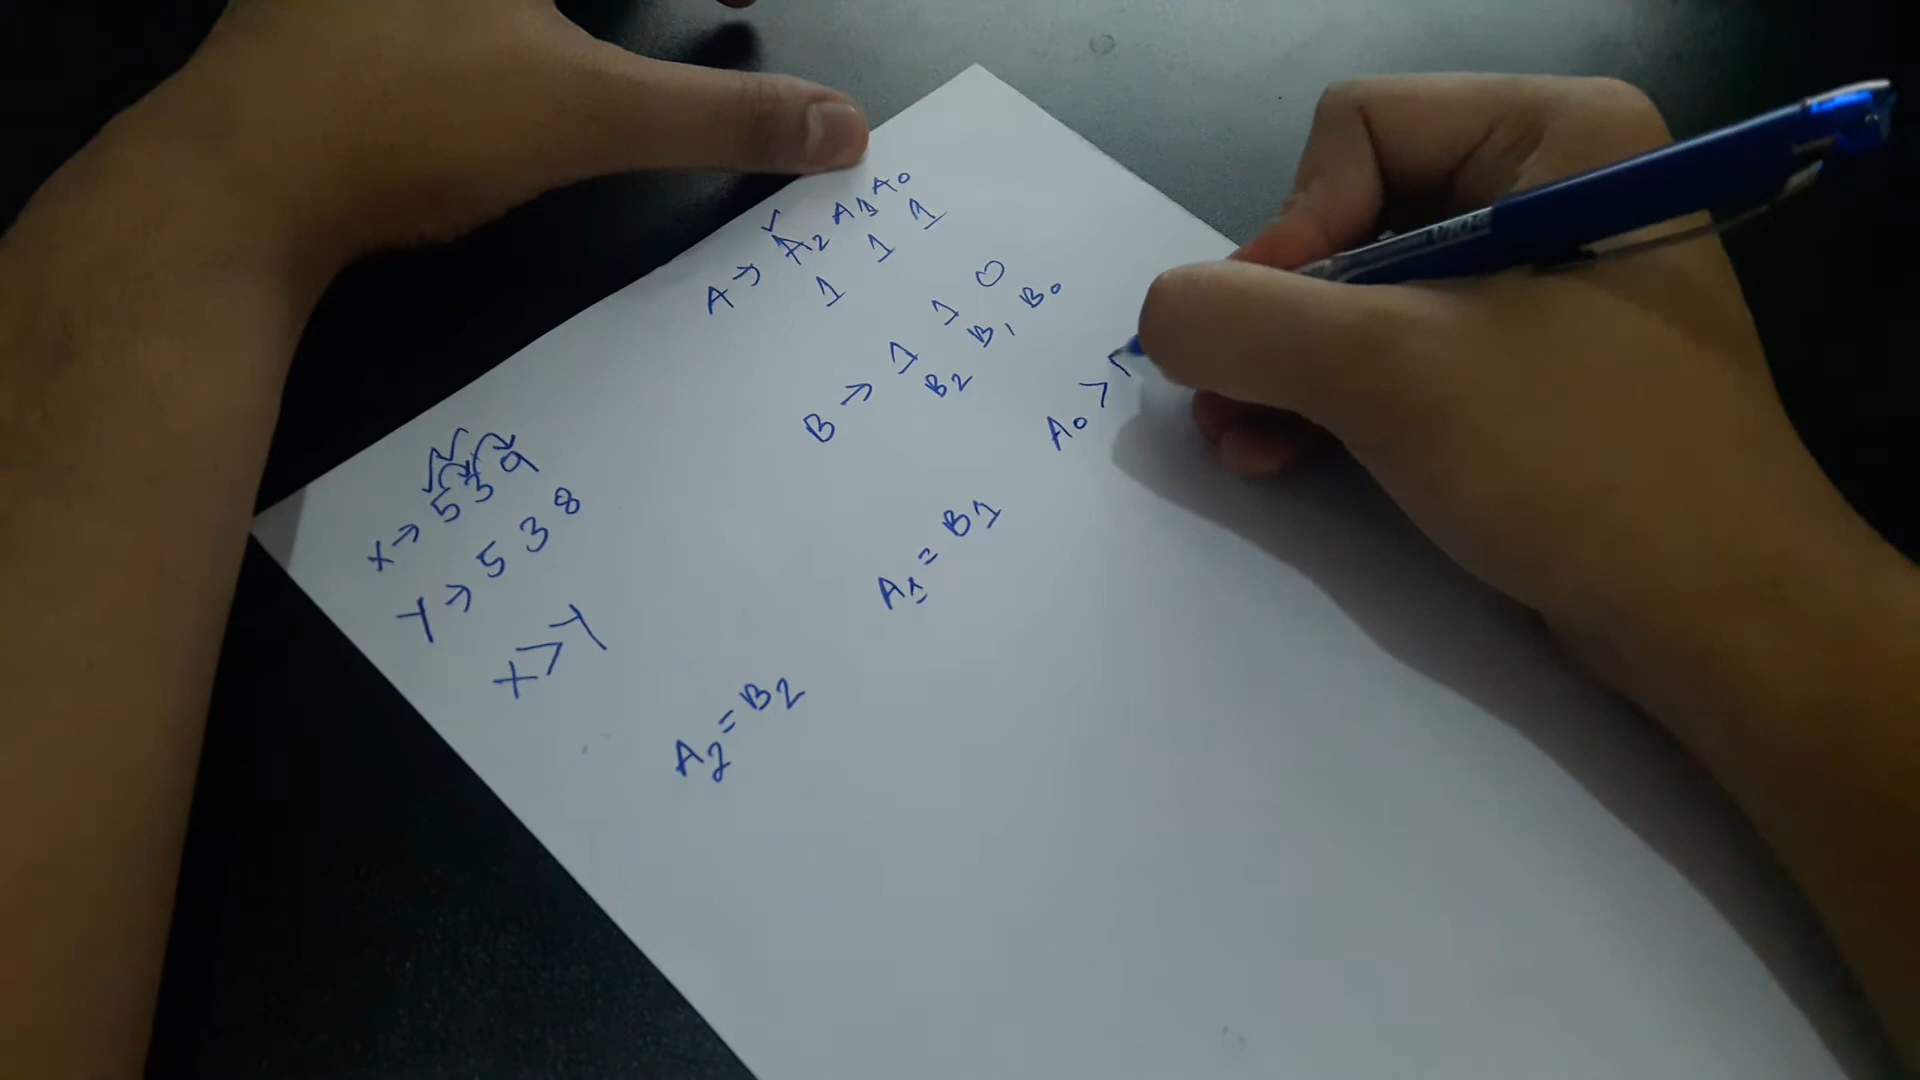 A2 A1 A0
A → 1 1 1
B → 1 1 0
B2 B1 B0
X → 5 3 9
Y → 5 3 8
X > Y
A2 = B2
A1 = B1
A0 >